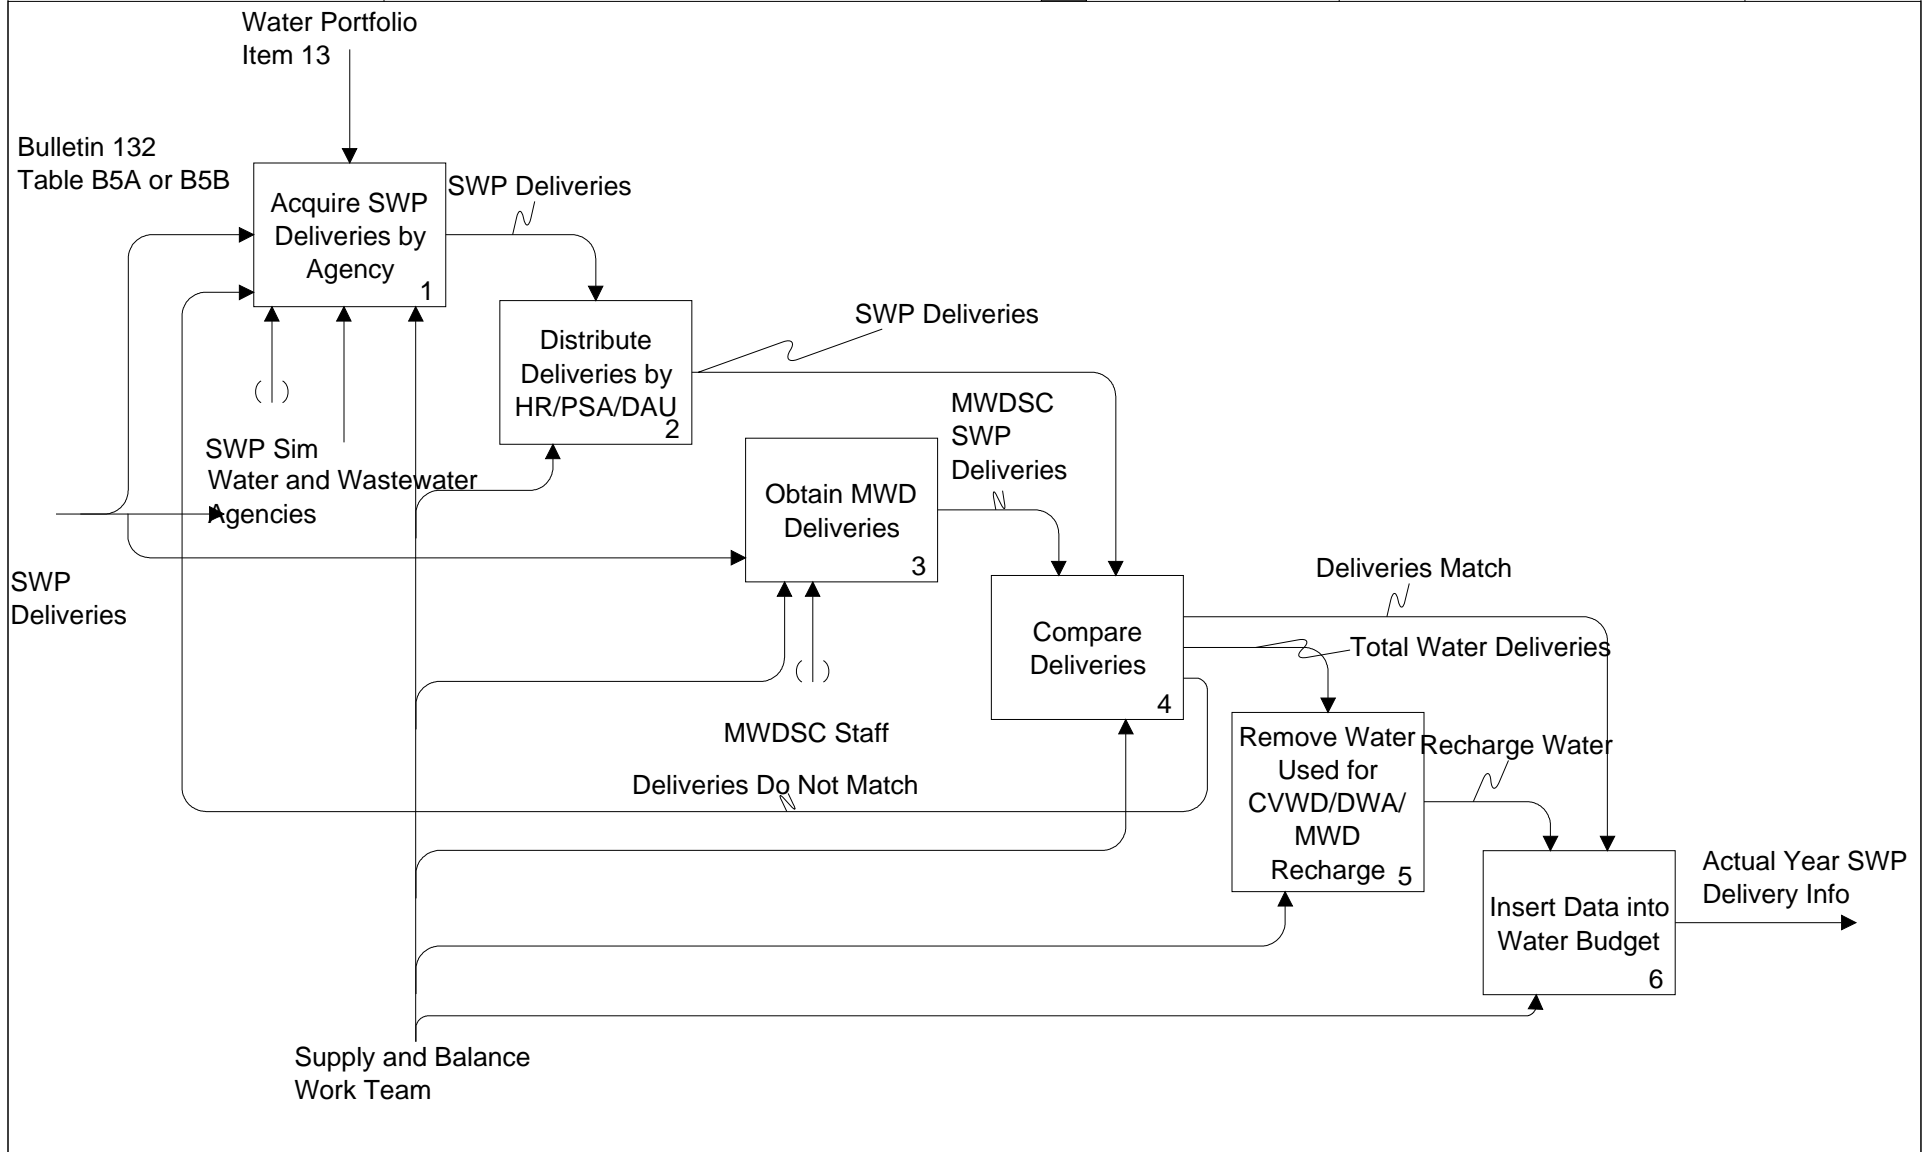 Water Portfolio
Item 13
Bulletin 132
Table B5A or B5B
Acquire SWP
Deliveries by
Agency
1
SWP Deliveries
Distribute
Deliveries by
HR/PSA/DAU
2
SWP Deliveries
SWP Sim
Water and Wastewater
Agencies
MWDSC
SWP
Deliveries
Obtain MWD
Deliveries
3
SWP
Deliveries
Compare
Deliveries
4
Deliveries Match
Total Water Deliveries
MWDSC Staff
Deliveries Do Not Match
Remove Water
Used for
CVWD/DWA/
MWD
Recharge
5
Recharge Water
Insert Data into
Water Budget
6
Actual Year SWP
Delivery Info
Supply and Balance
Work Team